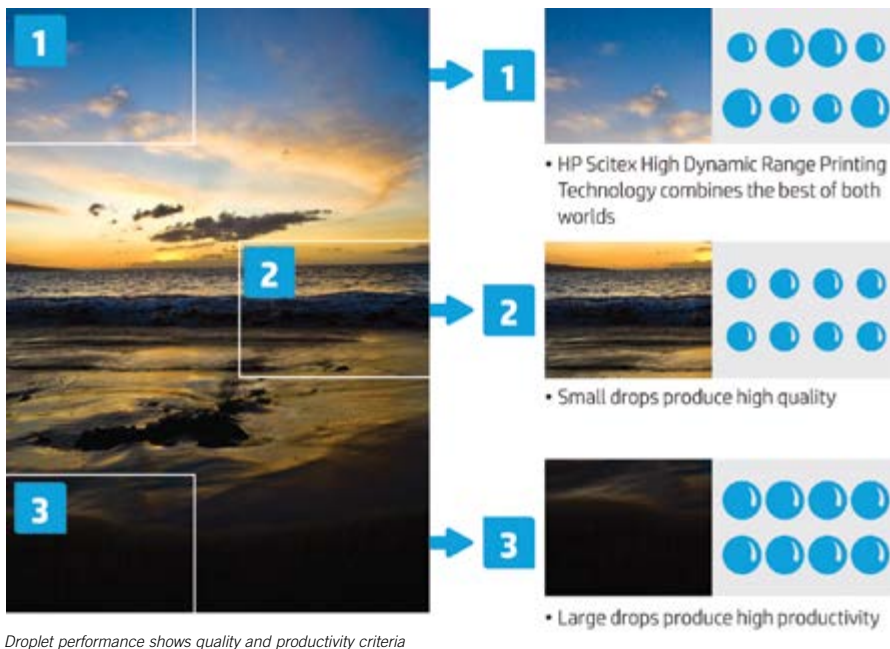 1
1
• HP Scitex High Dynamic Range Printing
Technology combines the best of both
worlds
2
2
• Small drops produce high quality
3
3
• Large drops produce high productivity
Droplet performance shows quality and productivity criteria